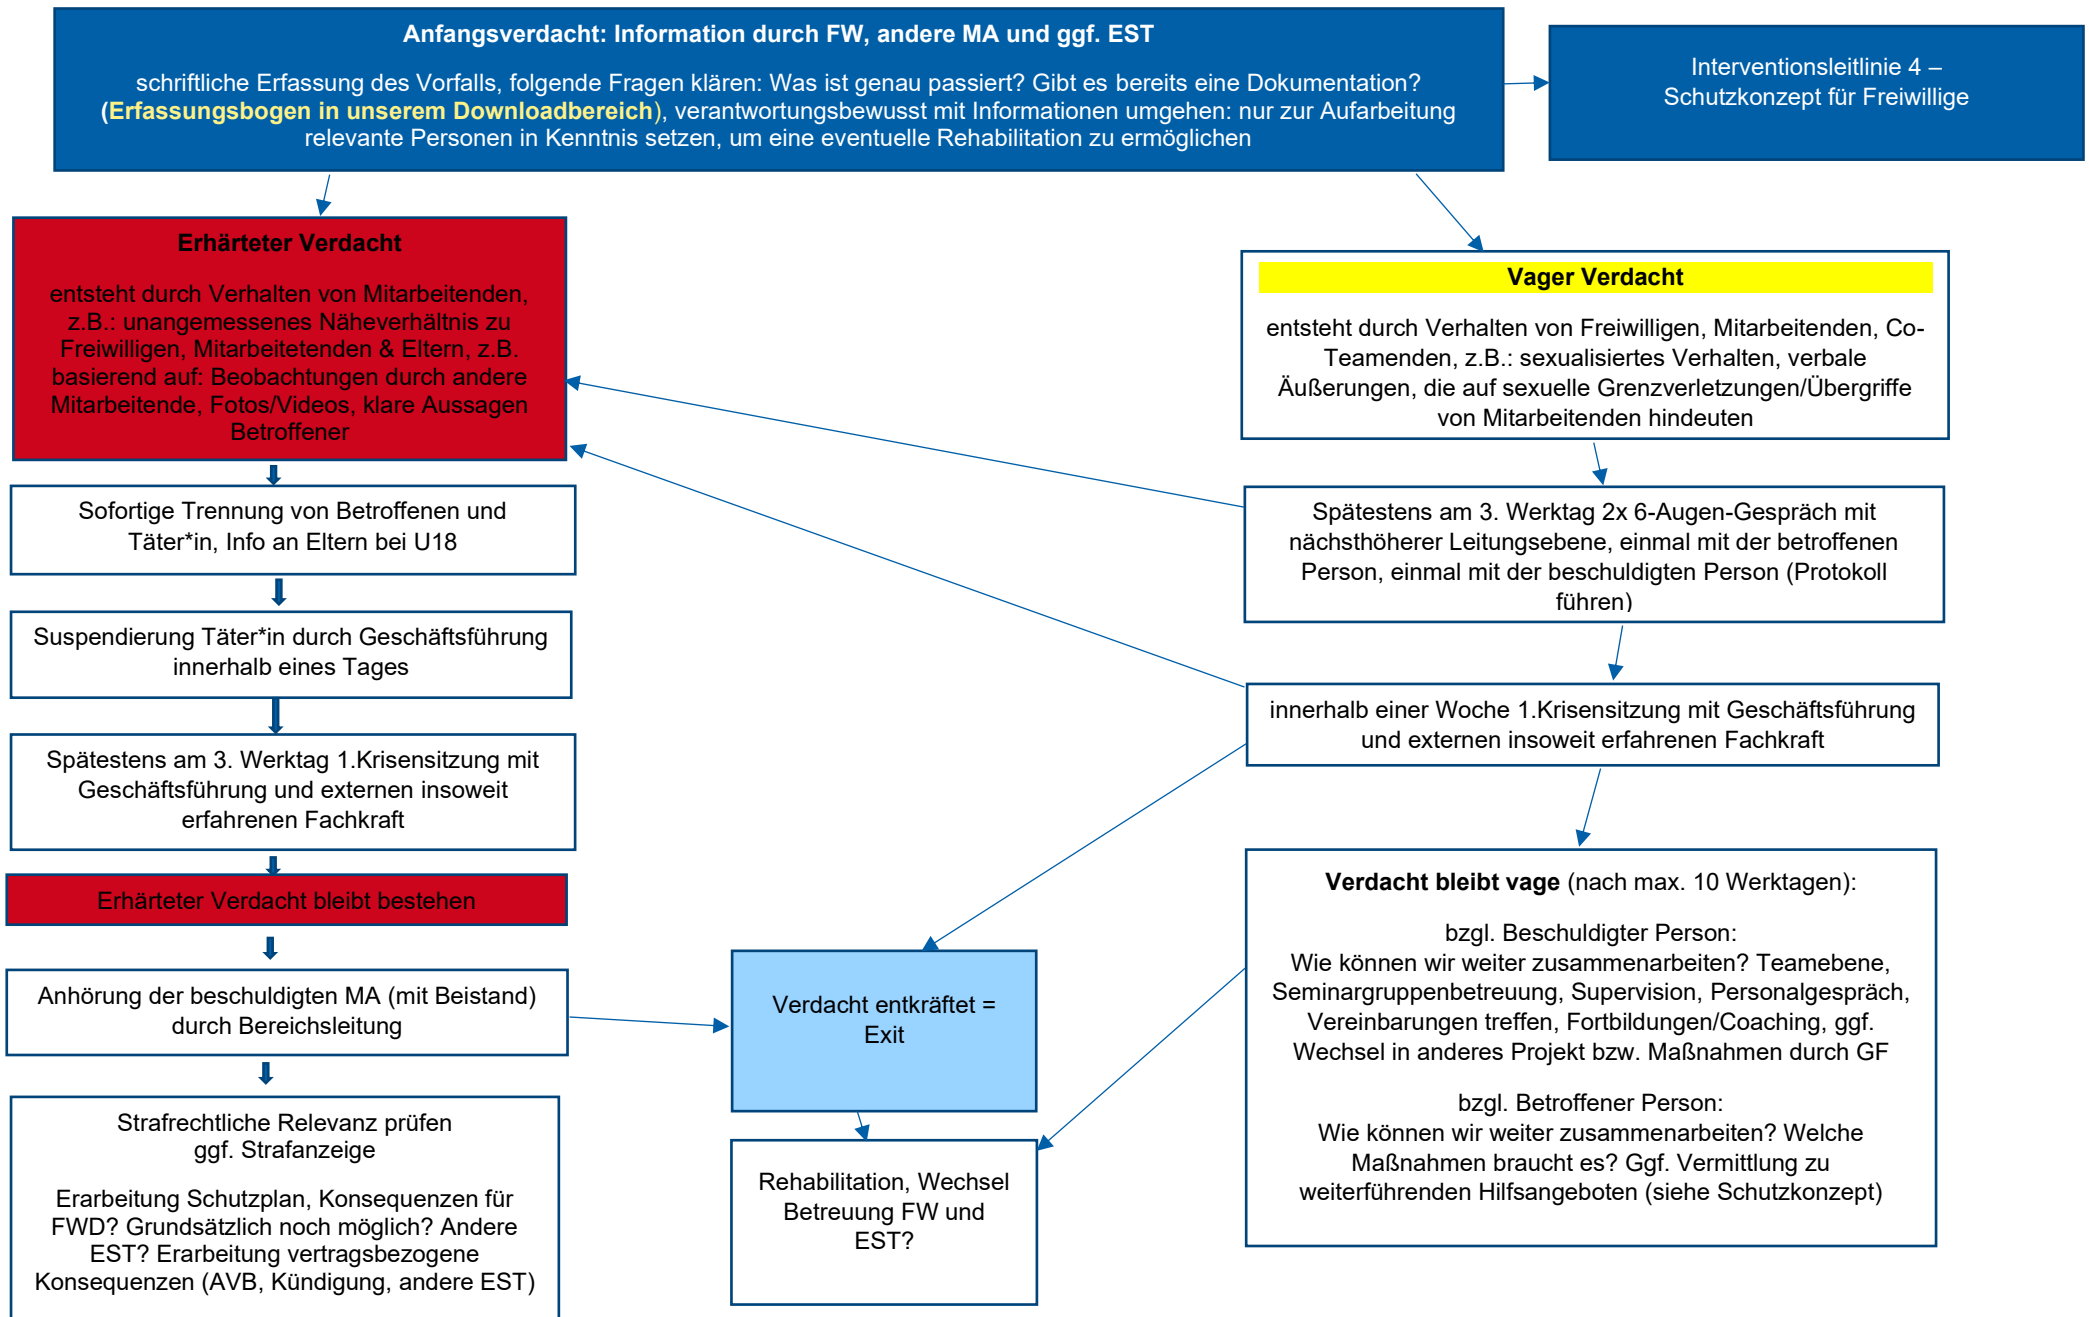 Anfangsverdacht: Information durch FW, andere MA und ggf. EST
schriftliche Erfassung des Vorfalls, folgende Fragen klären: Was ist genau passiert? Gibt es bereits eine Dokumentation?
(Erfassungsbogen in unserem Downloadbereich), verantwortungsbewusst mit Informationen umgehen: nur zur Aufarbeitung
relevante Personen in Kenntnis setzen, um eine eventuelle Rehabilitation zu ermöglichen
Interventionsleitlinie 4 –
Schutzkonzept für Freiwillige
Erhärteter Verdacht
entsteht durch Verhalten von Mitarbeitenden,
z.B.: unangemessenes Näheverhältnis zu
Freiwilligen, Mitarbeitetenden & Eltern, z.B.
basierend auf: Beobachtungen durch andere
Mitarbeitende, Fotos/Videos, klare Aussagen
Betroffener
Sofortige Trennung von Betroffenen und
Täter*in, Info an Eltern bei U18
Suspendierung Täter*in durch Geschäftsführung
innerhalb eines Tages
Spätestens am 3. Werktag 1.Krisensitzung mit
Geschäftsführung und externen insoweit
erfahrenen Fachkraft
Erhärteter Verdacht bleibt bestehen
Anhörung der beschuldigten MA (mit Beistand)
durch Bereichsleitung
Strafrechtliche Relevanz prüfen
ggf. Strafanzeige
Erarbeitung Schutzplan, Konsequenzen für
FWD? Grundsätzlich noch möglich? Andere
EST? Erarbeitung vertragsbezogene
Konsequenzen (AVB, Kündigung, andere EST)
Vager Verdacht
entsteht durch Verhalten von Freiwilligen, Mitarbeitenden, Co-
Teamenden, z.B.: sexualisiertes Verhalten, verbale
Äußerungen, die auf sexuelle Grenzverletzungen/Übergriffe
von Mitarbeitenden hindeuten
Spätestens am 3. Werktag 2x 6-Augen-Gespräch mit
nächsthöherer Leitungsebene, einmal mit der betroffenen
Person, einmal mit der beschuldigten Person (Protokoll
führen)
innerhalb einer Woche 1.Krisensitzung mit Geschäftsführung
und externen insoweit erfahrenen Fachkraft
Verdacht bleibt vage (nach max. 10 Werktagen):
bzgl. Beschuldigter Person:
Wie können wir weiter zusammenarbeiten? Teamebene,
Seminargruppenbetreuung, Supervision, Personalgespräch,
Vereinbarungen treffen, Fortbildungen/Coaching, ggf.
Wechsel in anderes Projekt bzw. Maßnahmen durch GF
bzgl. Betroffener Person:
Wie können wir weiter zusammenarbeiten? Welche
Maßnahmen braucht es? Ggf. Vermittlung zu
weiterführenden Hilfsangeboten (siehe Schutzkonzept)
Verdacht entkräftet =
Exit
Rehabilitation, Wechsel
Betreuung FW und
EST?